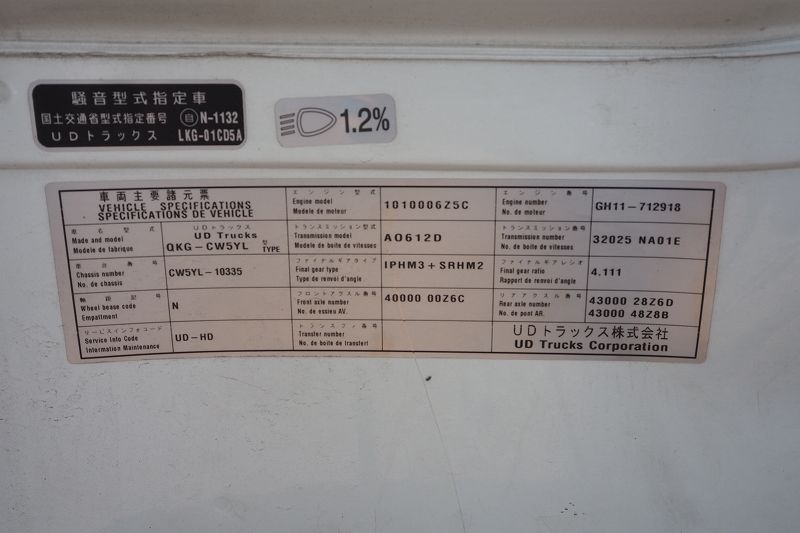 騒音型式指定車
国土交通省型式指定番号 自 N-1132
UDトラックス LKG-01CD5A
1.2%
車両主要諸元票
VEHICLE SPECIFICATIONS
SPECIFICATIONS DE VEHICLE
車名型式
Made and model
Modele de fabrique
UDトラックス
UD Trucks
QKG-CW5YL 型 TYPE
車台番号
Chassis number
No. de chassis
CW5YL-10335
軸距記号
Wheel bease code
Empattment
N
サービスインフォコード
Service Info Code
Information Maintenance
UD-HD
エンジン型式
Engine model
Modele de moteur
1010006Z5C
トランスミッション型式
Transmission model
Modele de boite de vitesses
AO612D
ファイナルギアタイプ
Final gear type
Type de renvoi d'angle
IPHM3+SRHM2
フロントアクスル番号
Front axle number
No. de essieu AV.
40000 00Z6C
トランスファ番号
Transfer number
No. de boite de transfert
エンジン番号
Engine number
No. de moteur
GH11-712918
トランスミッション番号
Transmission number
No. de boite de vitesses
32025 NA01E
ファイナルギアレシオ
Final gear ratio
Rapport de renvoi d'angle
4.111
リアアクスル番号
Rear axle number
No. de pont AR.
43000 28Z6D
43000 48Z8B
UDトラックス株式会社
UD Trucks Corporation